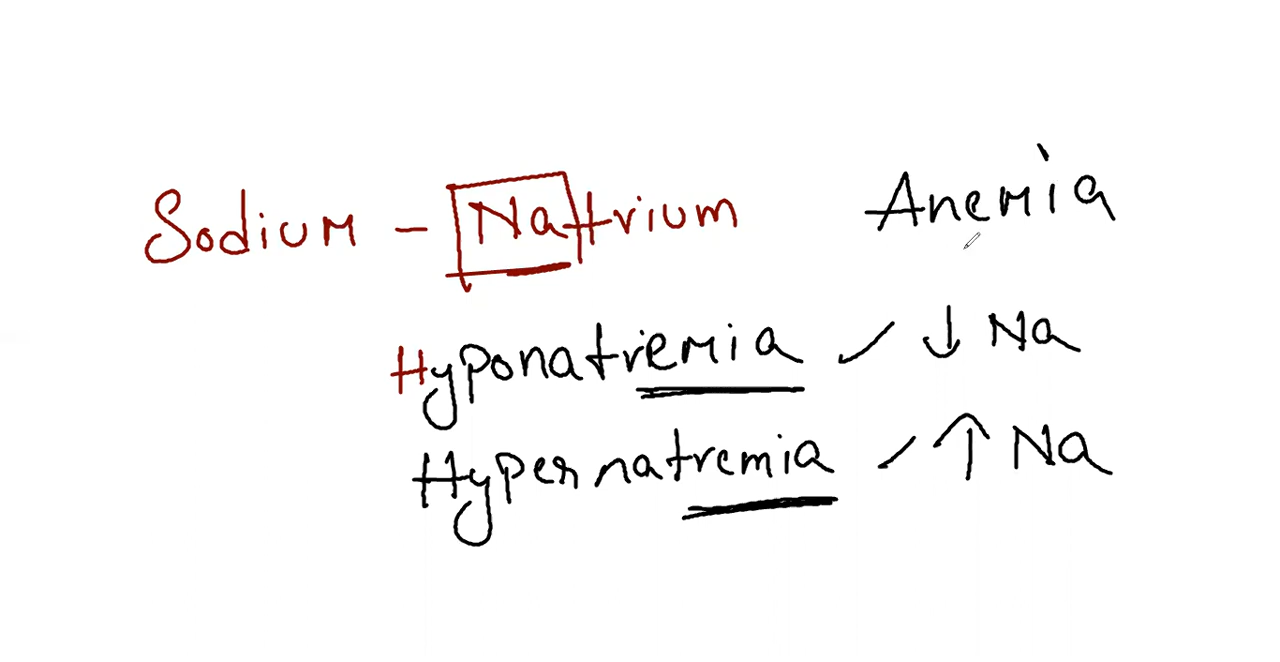 Sodium - Natrium Anemia
Hyponatremia ✓ ↓ Na
Hypernatremia ✓ ↑ Na